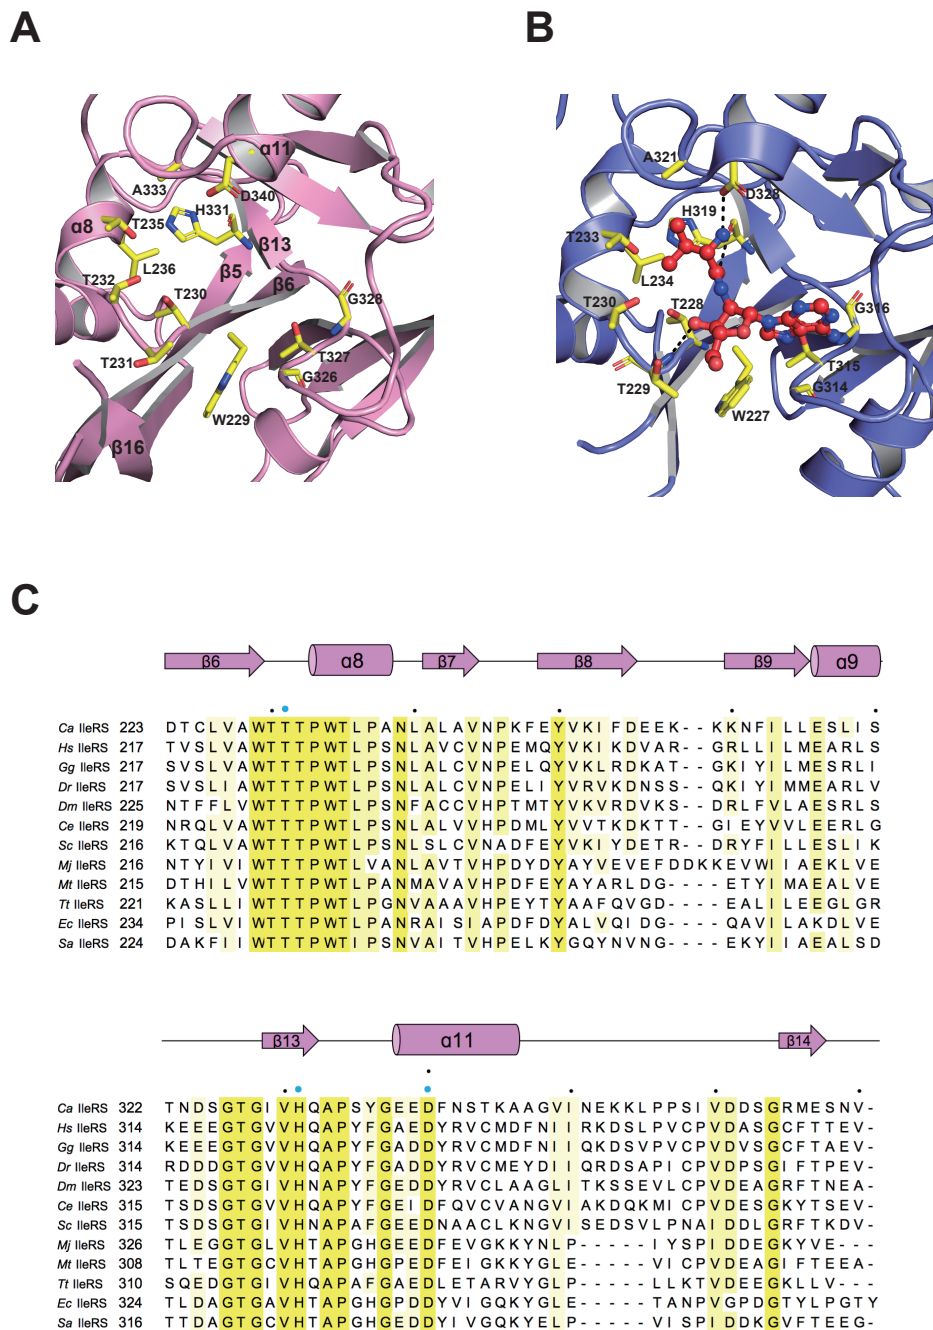 A
B
α11
A333
D340
H331
T235
α8
β13
β5
L236
T232
β6
T230
G328
T231
T327
G326
W229
β16
A321
D328
H319
T233
L234
T230
T228
G316
T315
T229
G314
W227
C
β6 α8 β7 β8 β9 α9
Ca IleRS 223 DTCLVAWTTTPWTLPANLALAVNPKFEYVKIFDEEK--KNFILLESLIS
Hs IleRS 217 TVSLVAWTTTPWTLPSNLAVCVNPEMQYVKIKDVAR--GRLLILMEARLS
Gg IleRS 217 SVSLVAWTTTPWTLPSNLALCVNPELQYVKLRDKAT--GKIYILMESRLI
Dr IleRS 217 SVSLIAWTTTPWTLPSNLALCVNPELIYVRVKDNSS--QKIYIMMEARLV
Dm IleRS 225 NTFFLVWTTTPWTLPSNFACCVHPTMTYVKVRDVKS--DRLFVLAESRLS
Ce IleRS 219 NRQLVAWTTTPWTLPSNLALVVHPDMLYVVTKDKTT--GIEYVVLEERLG
Sc IleRS 216 KTQLVAWTTTPWTLPSNLSLCVNADFEYVKIYDETR--DRYFILLESLIK
Mj IleRS 216 NTYIVIWTTTPWTLVANLAVTVHPDYDYAYVEVEFDDKKEVWIIAEKLVE
Mt IleRS 215 DTHILVWTTTPWTLPANMAVAVHPDFEYAYARLDG----ETYIMAEALVE
Tt IleRS 221 KASLLIWTTTPWTLPGNVAAAVHPEYTYAAFQVGD----EALILEEGLGR
Ec IleRS 234 PISLVIWTTTPWTLPANRAISIAPDFDYALVQIDG----QAVILAKDLVE
Sa IleRS 224 DAKFIIWTTTPWTIPSNVAITVHPELKYGQYNVNG----EKYIIAEALSD
β13 α11 β14
Ca IleRS 322 TNDSGTGIVHQAPSYGEEDFNSTKAAGVINEKKLPPSIVDDSGRMESNV-
Hs IleRS 314 KEEEGTGVVHQAPYFGAEDYRVCMDFNIIRKDSLPVCPVDASGCFTTEV-
Gg IleRS 314 KEEEGTGVVHQAPYFGADDYRVCMDFNIIQKDSVPVCPVDVSGCFTAEV-
Dr IleRS 314 RDDDGTGVVHQAPYFGADDYRVCMEYDIIQRDSAPICPVDPSGIFTPEV-
Dm IleRS 323 TEDSGTGVVHNAPYFGEDDYRVCLAAGLITKSSEVLCPVDEAGRFTNEA-
Ce IleRS 315 TSDSGTGVVHQAPYFGEIDFQVCVANGVIAKDQKMICPVDESGKYTSEV-
Sc IleRS 315 TSDSGTGIVHNAPAFGEEDNAACLKNGVISEDSVLPNAIDDLGRFTKDV-
Mj IleRS 326 TLEGGTGLVHTAPGHGEEDFEVGKKYNLP-----IYSPIDDEGKYVE---
Mt IleRS 308 TLTEGTGCVHTAPGHGPEDFEIGKKYGLE-----VICPVDEAGIFTEEA-
Tt IleRS 310 SQEDGTGIVHQAPAFGAEDLETARVYGLP-----LLKTVDEEGKLLV---
Ec IleRS 324 TLDAGTGAVHTAPGHGPDDYVIGQKYGLE-----TANPVGPDGTYLPGTY
Sa IleRS 316 TTDAGTGCVHTAPGHGEDDYIVGQKYGLP-----VISPIDDKGVFTEEG-